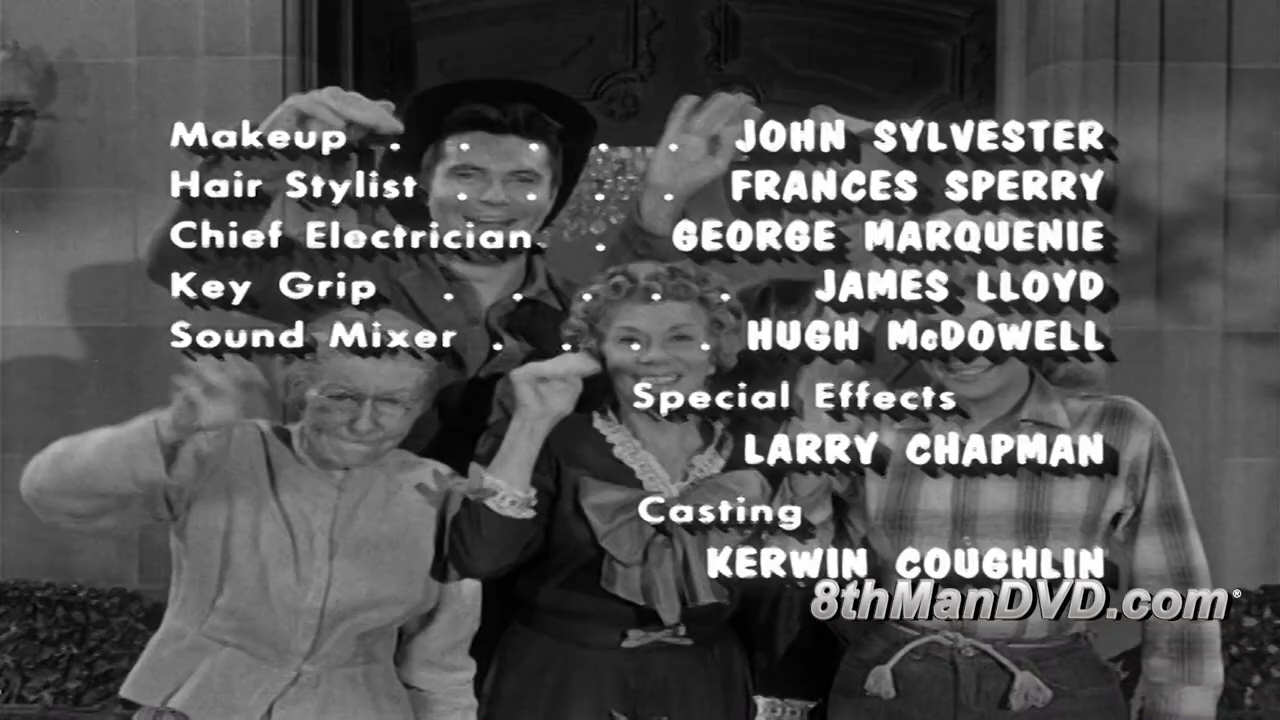 Makeup . . . . . JOHN SYLVESTER
Hair Stylist . . . . FRANCES SPERRY
Chief Electrician. . GEORGE MARQUENIE
Key Grip . . . . . JAMES LLOYD
Sound Mixer . . . . HUGH McDOWELL
Special Effects
LARRY CHAPMAN
Casting
KERWIN COUGHLIN
8thManDVD.com®